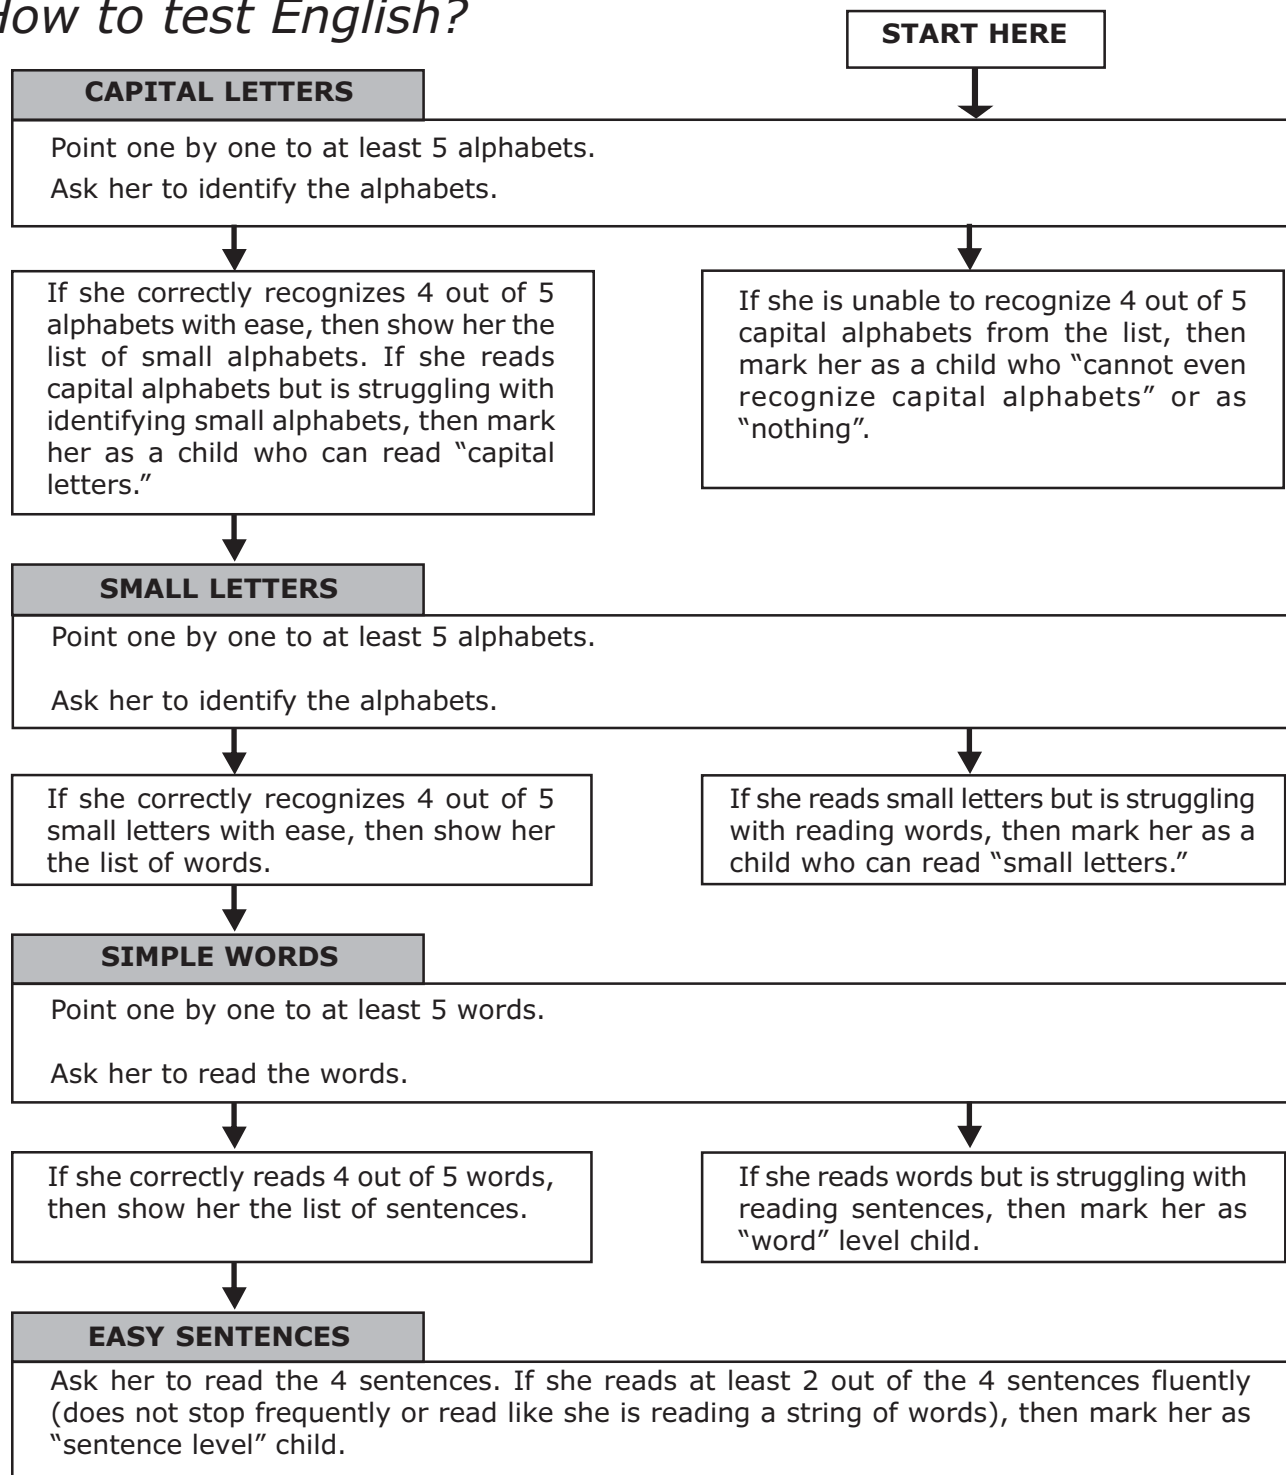 How to test English?
START HERE
CAPITAL LETTERS
Point one by one to at least 5 alphabets.
Ask her to identify the alphabets.
If she correctly recognizes 4 out of 5
alphabets with ease, then show her the
list of small alphabets. If she reads
capital alphabets but is struggling with
identifying small alphabets, then mark
her as a child who can read “capital
letters.”
If she is unable to recognize 4 out of 5
capital alphabets from the list, then
mark her as a child who “cannot even
recognize capital alphabets” or as
“nothing”.
SMALL LETTERS
Point one by one to at least 5 alphabets.
Ask her to identify the alphabets.
If she correctly recognizes 4 out of 5
small letters with ease, then show her
the list of words.
If she reads small letters but is struggling
with reading words, then mark her as a
child who can read “small letters.”
SIMPLE WORDS
Point one by one to at least 5 words.
Ask her to read the words.
If she correctly reads 4 out of 5 words,
then show her the list of sentences.
If she reads words but is struggling with
reading sentences, then mark her as
“word” level child.
EASY SENTENCES
Ask her to read the 4 sentences. If she reads at least 2 out of the 4 sentences fluently
(does not stop frequently or read like she is reading a string of words), then mark her as
“sentence level” child.